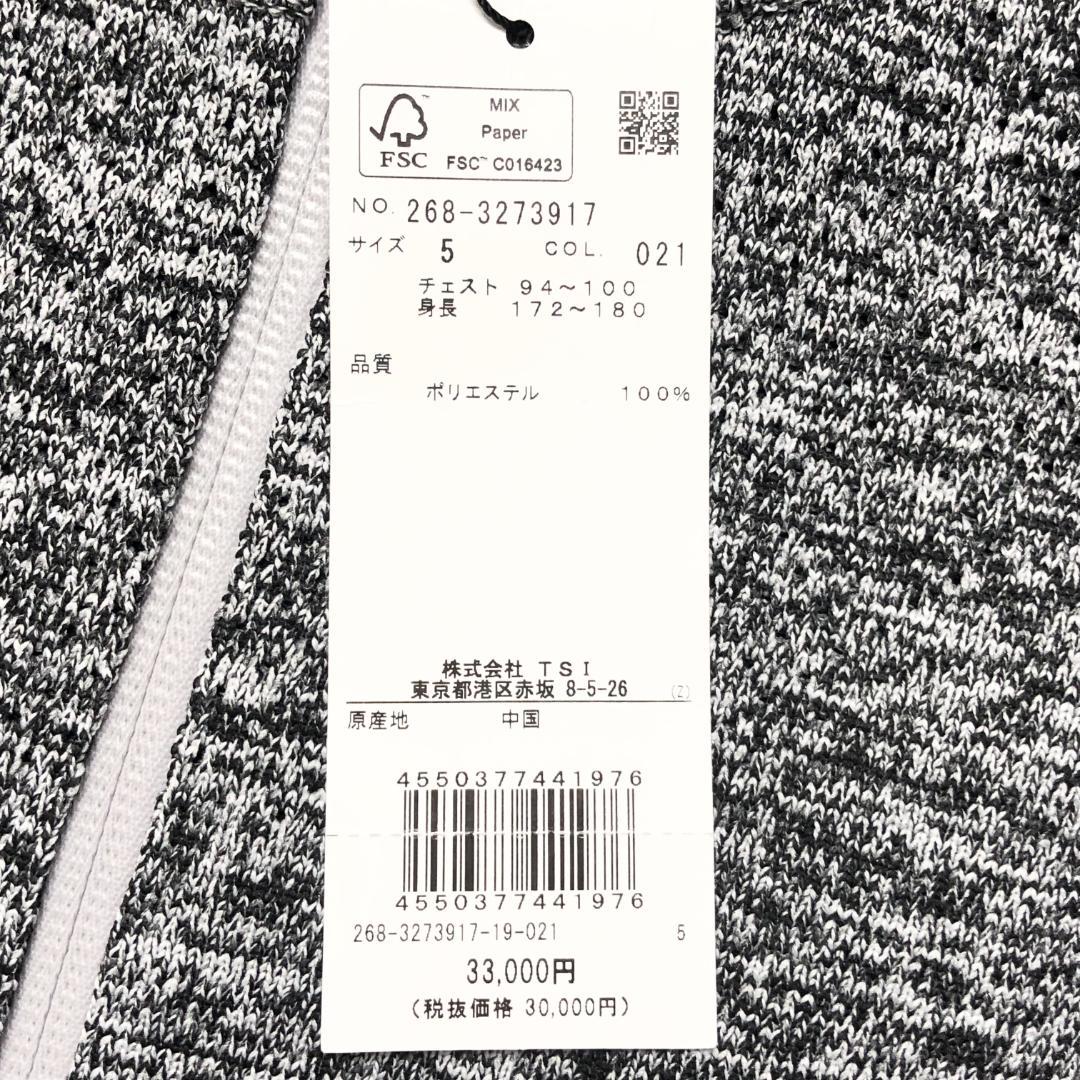 MIX
Paper
FSC™
FSC™ C016423
NO. 268-3273917
サイズ 5 COL. 021
チェスト 94～100
身長 172～180
品質
ポリエステル 100%
株式会社 TSI
東京都港区赤坂 8-5-26 (Z)
原産地 中国
4550377441976
4550377441976
268-3273917-19-021 5
33,000円
(税抜価格 30,000円)